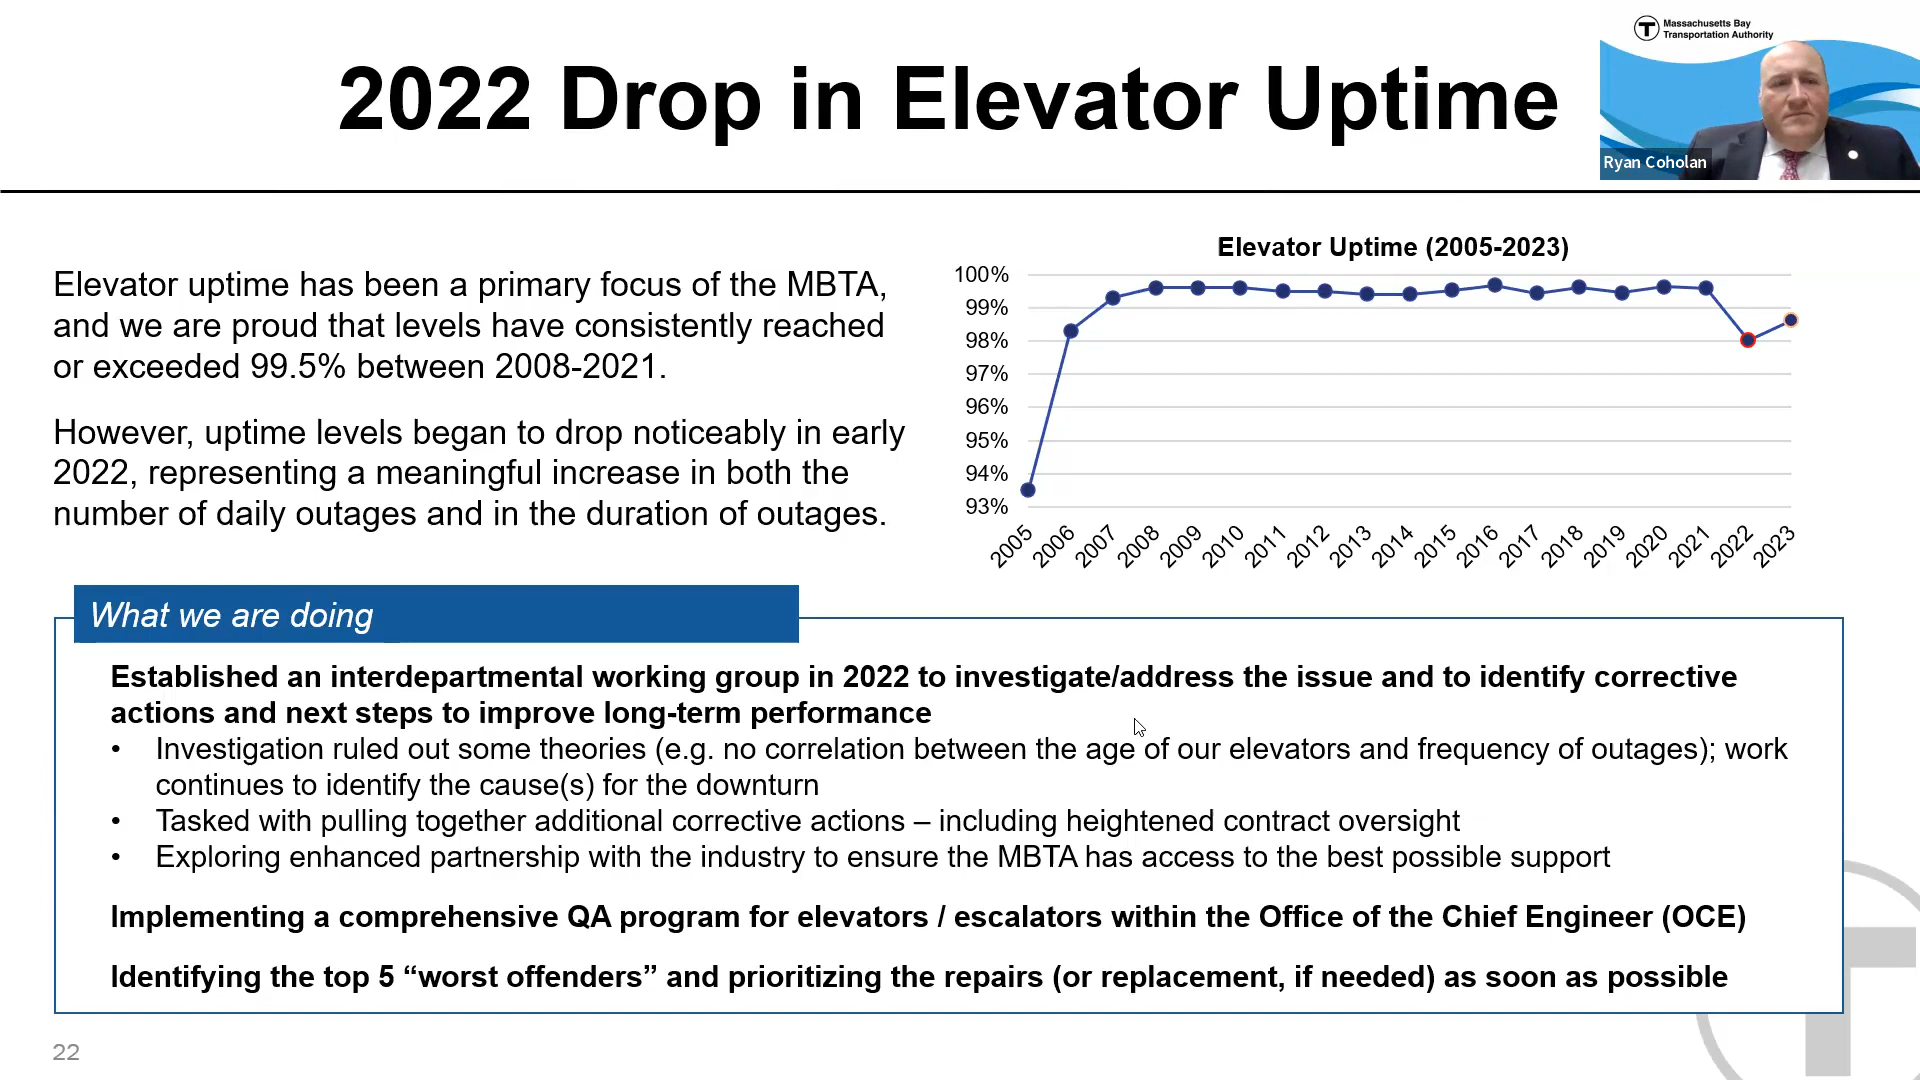 Massachusetts Bay
Transportation Authority
2022 Drop in Elevator Uptime
Ryan Coholan
Elevator uptime has been a primary focus of the MBTA,
and we are proud that levels have consistently reached
or exceeded 99.5% between 2008-2021.
However, uptime levels began to drop noticeably in early
2022, representing a meaningful increase in both the
number of daily outages and in the duration of outages.
Elevator Uptime (2005-2023)
100%
99%
98%
97%
96%
95%
94%
93%
2005 2006 2007 2008 2009 2010 2011 2012 2013 2014 2015 2016 2017 2018 2019 2020 2021 2022 2023
What we are doing
Established an interdepartmental working group in 2022 to investigate/address the issue and to identify corrective
actions and next steps to improve long-term performance
• Investigation ruled out some theories (e.g. no correlation between the age of our elevators and frequency of outages); work
continues to identify the cause(s) for the downturn
• Tasked with pulling together additional corrective actions – including heightened contract oversight
• Exploring enhanced partnership with the industry to ensure the MBTA has access to the best possible support
Implementing a comprehensive QA program for elevators / escalators within the Office of the Chief Engineer (OCE)
Identifying the top 5 “worst offenders” and prioritizing the repairs (or replacement, if needed) as soon as possible
22